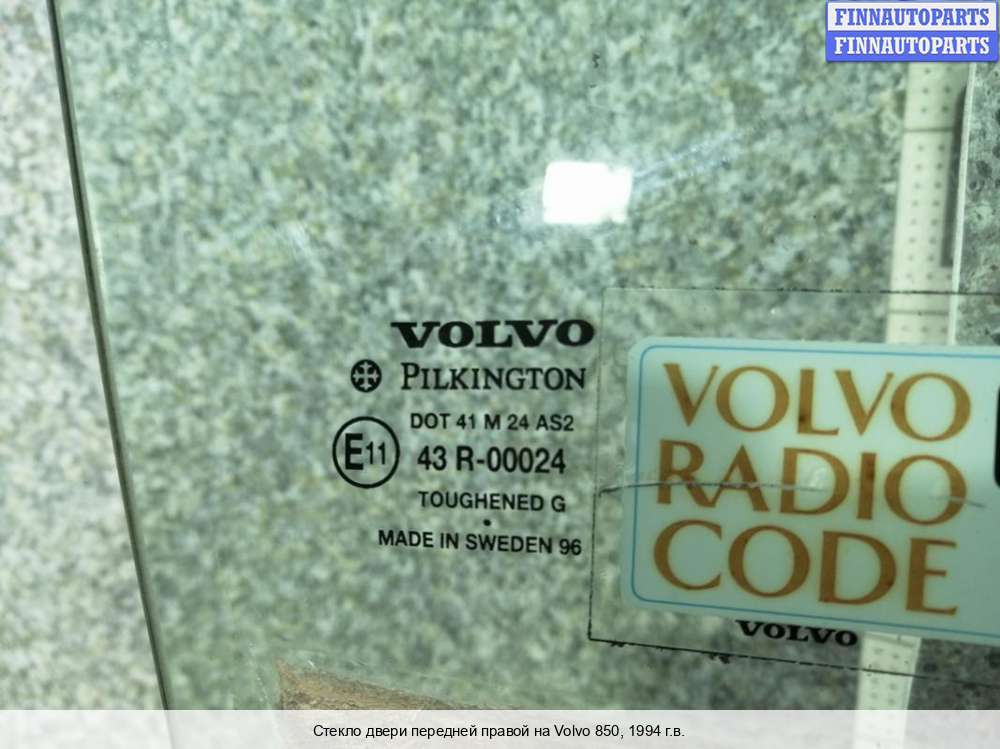 FINNAUTOPARTS
FINNAUTOPARTS
VOLVO
PILKINGTON
DOT 41 M 24 AS2
E11
43 R-00024
TOUGHENED G
MADE IN SWEDEN 96
VOLVO
RADIO
CODE
VOLVO
Стекло двери передней правой на Volvo 850, 1994 г.в.